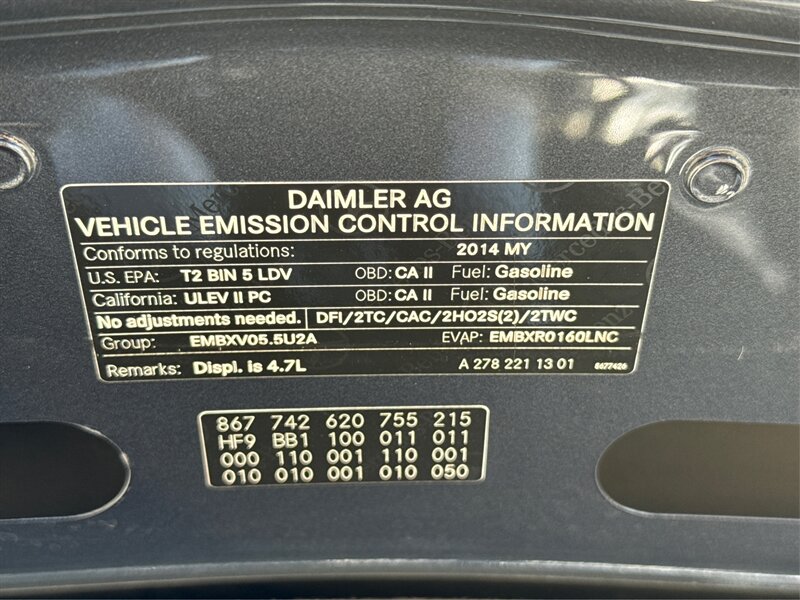 DAIMLER AG
VEHICLE EMISSION CONTROL INFORMATION
Conforms to regulations: 2014 MY
U.S. EPA: T2 BIN 5 LDV OBD: CA II Fuel: Gasoline
California: ULEV II PC OBD: CA II Fuel: Gasoline
No adjustments needed. DFI/2TC/CAC/2HO2S(2)/2TWC
Group: EMBXV05.5U2A EVAP: EMBXR0160LNC
Remarks: Displ. is 4.7L A 278 221 13 01
867 742 620 755 215
HF9 BB1 100 011 011
000 110 001 110 001
010 010 001 010 050